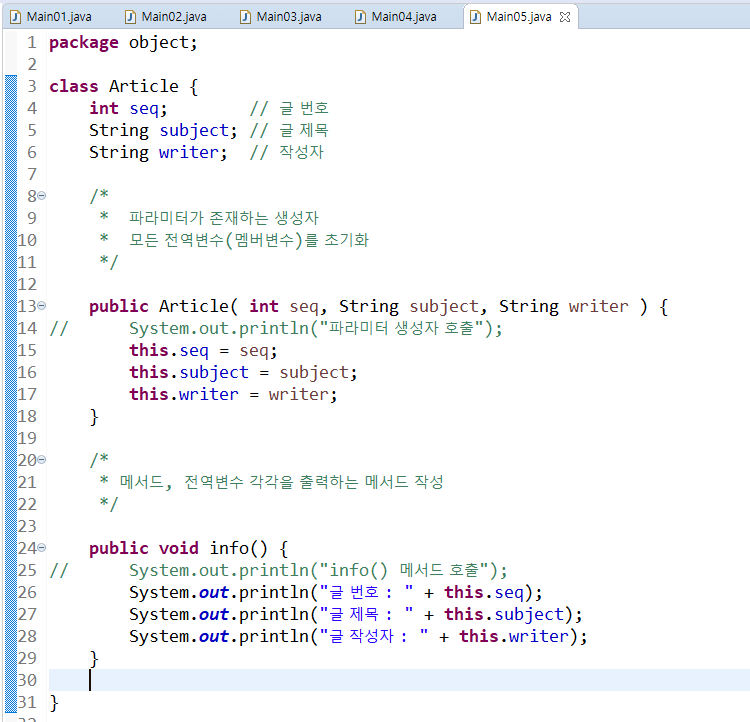 Main01.java Main02.java Main03.java Main04.java Main05.java
1 package object;
2
3 class Article {
4     int seq;        // 글 번호
5     String subject; // 글 제목
6     String writer;  // 작성자
7
8     /*
9      *  파라미터가 존재하는 생성자
10      *  모든 전역변수(멤버변수)를 초기화
11      */
12
13     public Article( int seq, String subject, String writer ) {
14 //      System.out.println("파라미터 생성자 호출");
15         this.seq = seq;
16         this.subject = subject;
17         this.writer = writer;
18     }
19
20     /*
21      * 메서드, 전역변수 각각을 출력하는 메서드 작성
22      */
23
24     public void info() {
25 //      System.out.println("info() 메서드 호출");
26         System.out.println("글 번호 : " + this.seq);
27         System.out.println("글 제목 : " + this.subject);
28         System.out.println("글 작성자 : " + this.writer);
29     }
30
31 }